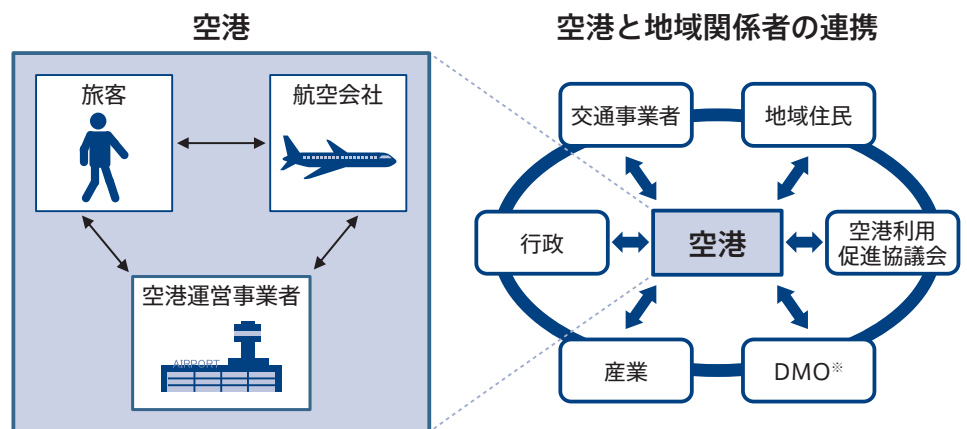 空港
旅客
航空会社
空港運営事業者
AIRPORT
空港と地域関係者の連携
交通事業者
地域住民
行政
空港
空港利用
促進協議会
産業
DMO※